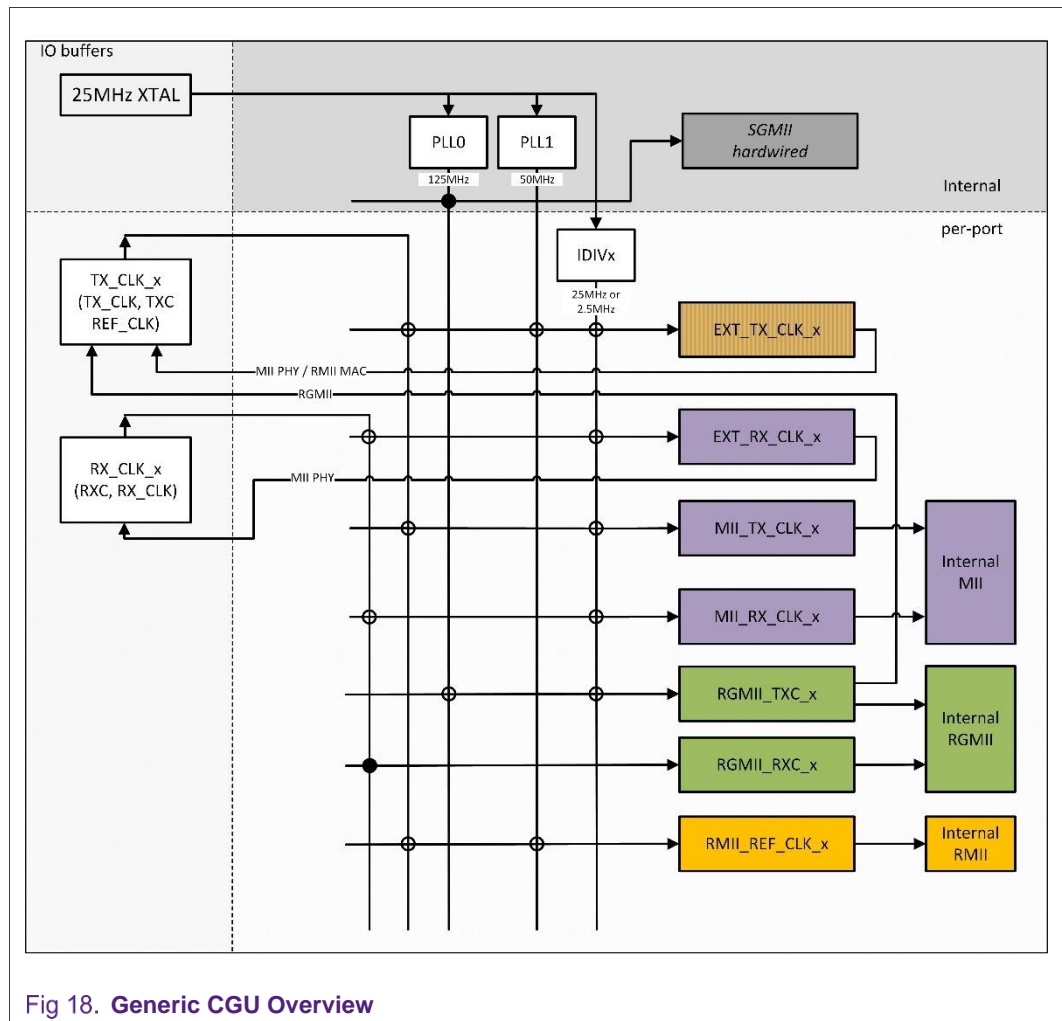 IO buffers
25MHz XTAL
PLL0
PLL1
125MHz
50MHz
SGMII
hardwired
Internal
per-port
IDIVx
25MHz or
2.5MHz
TX_CLK_x
(TX_CLK, TXC
REF_CLK)
EXT_TX_CLK_x
MII PHY / RMII MAC
RGMII
RX_CLK_x
(RXC, RX_CLK)
EXT_RX_CLK_x
MII PHY
MII_TX_CLK_x
Internal
MII
MII_RX_CLK_x
RGMII_TXC_x
Internal
RGMII
RGMII_RXC_x
RMII_REF_CLK_x
Internal
RMII
Fig 18. Generic CGU Overview